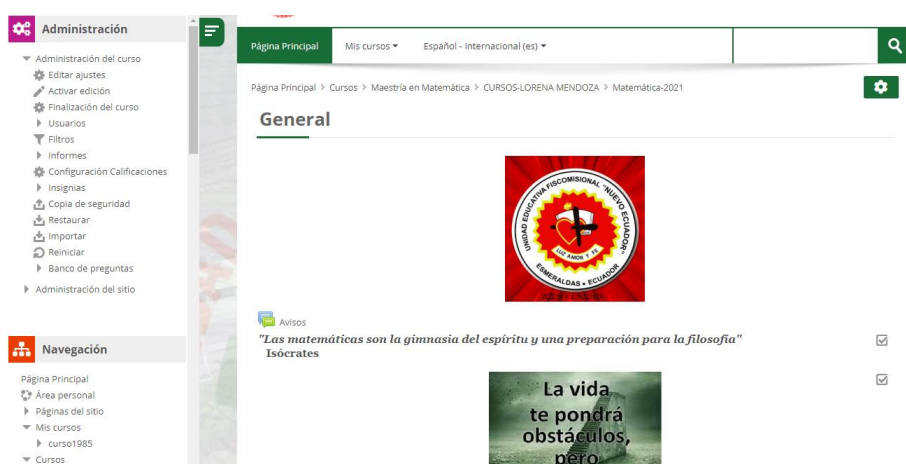 Administración
Administración del curso
Editar ajustes
Activar edición
Finalización del curso
Usuarios
Filtros
Informes
Configuración Calificaciones
Insignias
Copia de seguridad
Restaurar
Importar
Reiniciar
Banco de preguntas
Administración del sitio
Navegación
Página Principal
Área personal
Páginas del sitio
Mis cursos
curso1985
Cursos
Página Principal
Mis cursos
Español - Internacional (es)
Página Principal > Cursos > Maestría en Matemática > CURSOS-LORENA MENDOZA > Matemática-2021
General
UNIDAD EDUCATIVA FISCOMISIONAL "NUEVO ECUADOR"
LUZ AMOR Y FE
ESMERALDAS • ECUADOR
Avisos
"Las matemáticas son la gimnasia del espíritu y una preparación para la filosofía"
Isócrates
La vida
te pondrá
obstáculos,
pero